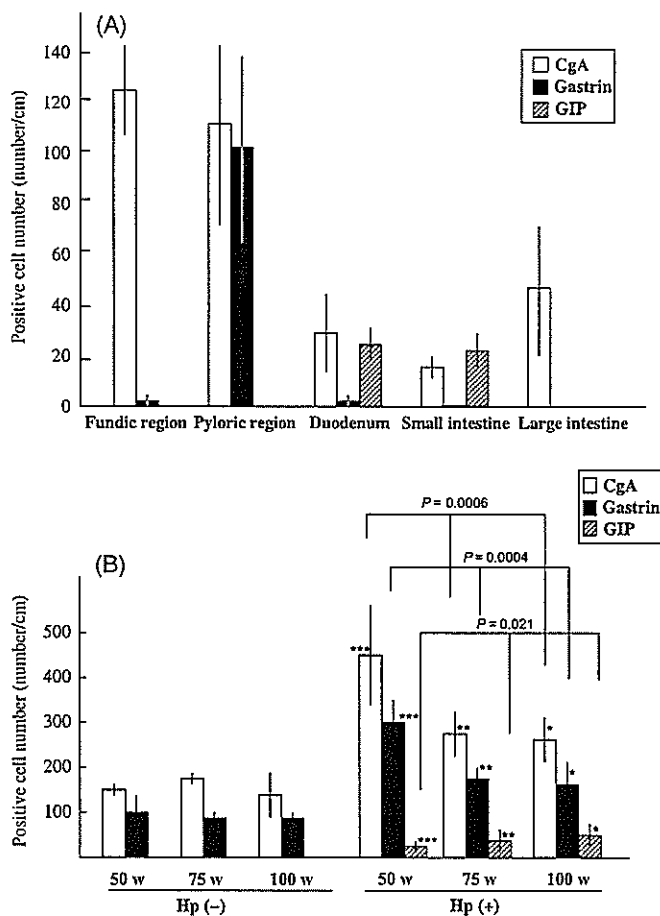 (A)
Positive cell number (number/cm)
140
120
100
80
60
40
20
0
CgA
Gastrin
GIP
Fundic region Pyloric region Duodenum Small intestine Large intestine
(B)
Positive cell number (number/cm)
500
400
300
200
100
CgA
Gastrin
GIP
P = 0.0006
P = 0.0004
P = 0.021
*** *** ***
** ** **
* * *
50 w 75 w 100 w 50 w 75 w 100 w
Hp (–) Hp (+)